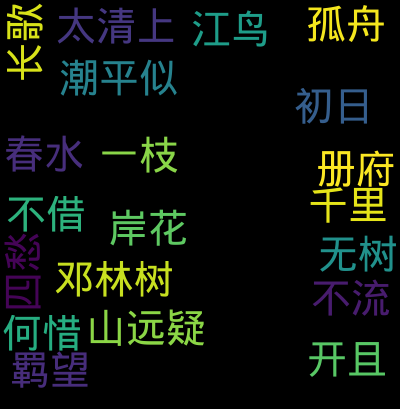 长歌
太清上
江鸟
孤舟
潮平似
初日
春水
一枝
册府
千里
不借
岸花
无树
四愁
邓林树
不流
何惜
山远疑
开且
羁望